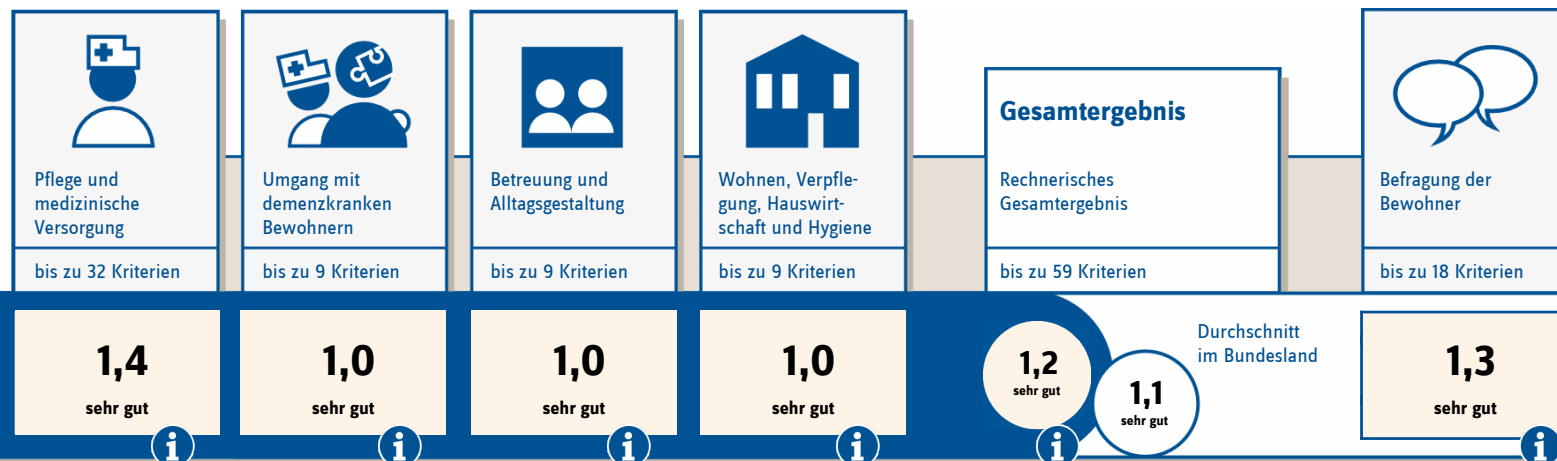 Pflege und
medizinische
Versorgung
bis zu 32 Kriterien
1,4
sehr gut
i
Umgang mit
demenzkranken
Bewohnern
bis zu 9 Kriterien
1,0
sehr gut
i
Betreuung und
Alltagsgestaltung
bis zu 9 Kriterien
1,0
sehr gut
i
Wohnen, Verpfle-
gung, Hauswirt-
schaft und Hygiene
bis zu 9 Kriterien
1,0
sehr gut
i
Gesamtergebnis
Rechnerisches
Gesamtergebnis
bis zu 59 Kriterien
1,2
sehr gut
i
Durchschnitt
im Bundesland
1,1
sehr gut
Befragung der
Bewohner
bis zu 18 Kriterien
1,3
sehr gut
i